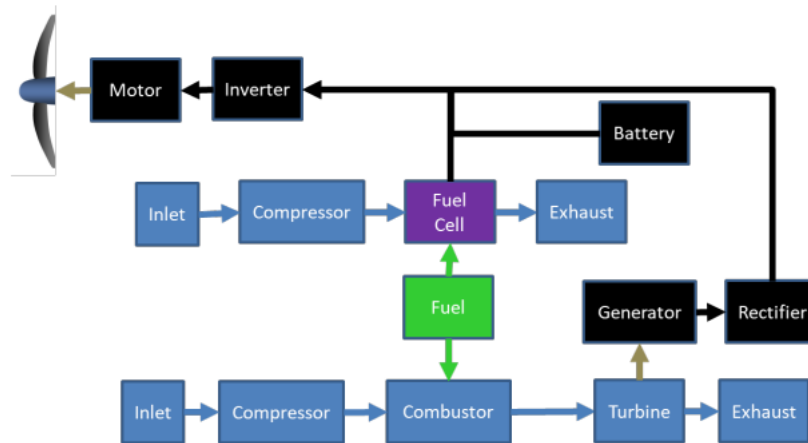 Motor
Inverter
Battery
Inlet
Compressor
Fuel
Cell
Exhaust
Fuel
Generator
Rectifier
Inlet
Compressor
Combustor
Turbine
Exhaust